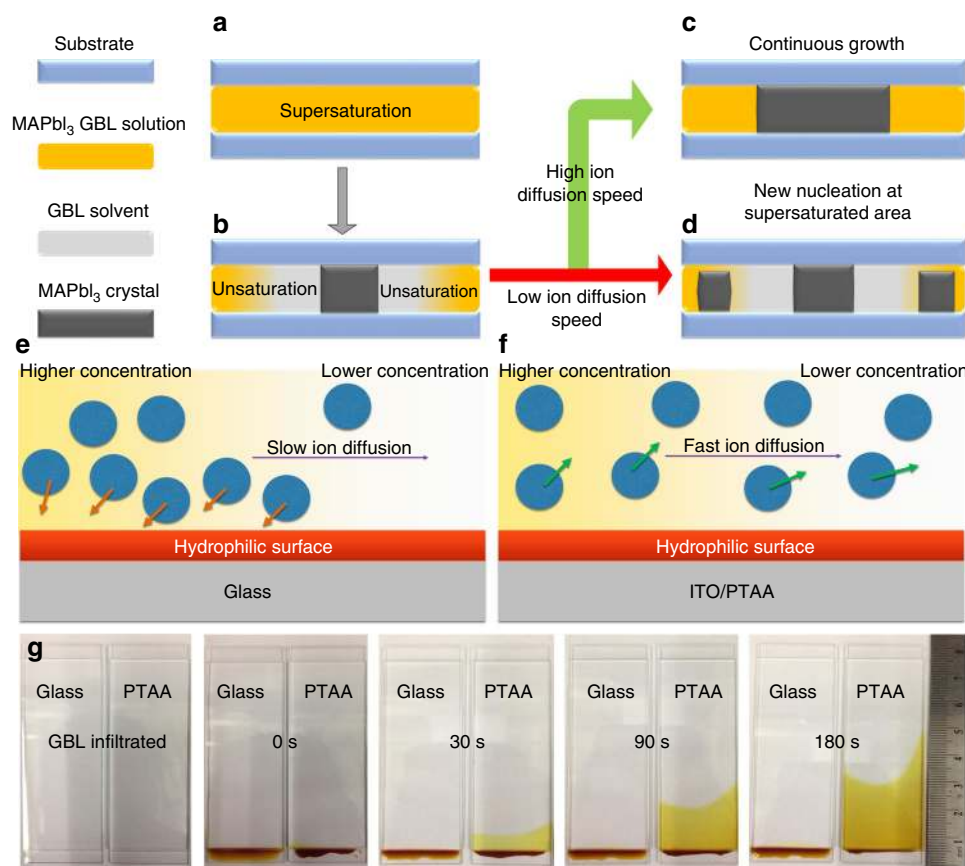 a
Substrate
MAPbI₃ GBL solution
GBL solvent
MAPbI₃ crystal
Supersaturation
b
Unsaturation
Unsaturation
High ion
diffusion speed
Low ion diffusion
speed
c
Continuous growth
New nucleation at
supersaturated area
d
e
Higher concentration
Lower concentration
Slow ion diffusion
Hydrophilic surface
Glass
f
Higher concentration
Lower concentration
Fast ion diffusion
Hydrophilic surface
ITO/PTAA
g
Glass
PTAA
GBL infiltrated
Glass
PTAA
0 s
Glass
PTAA
30 s
Glass
PTAA
90 s
Glass
PTAA
180 s